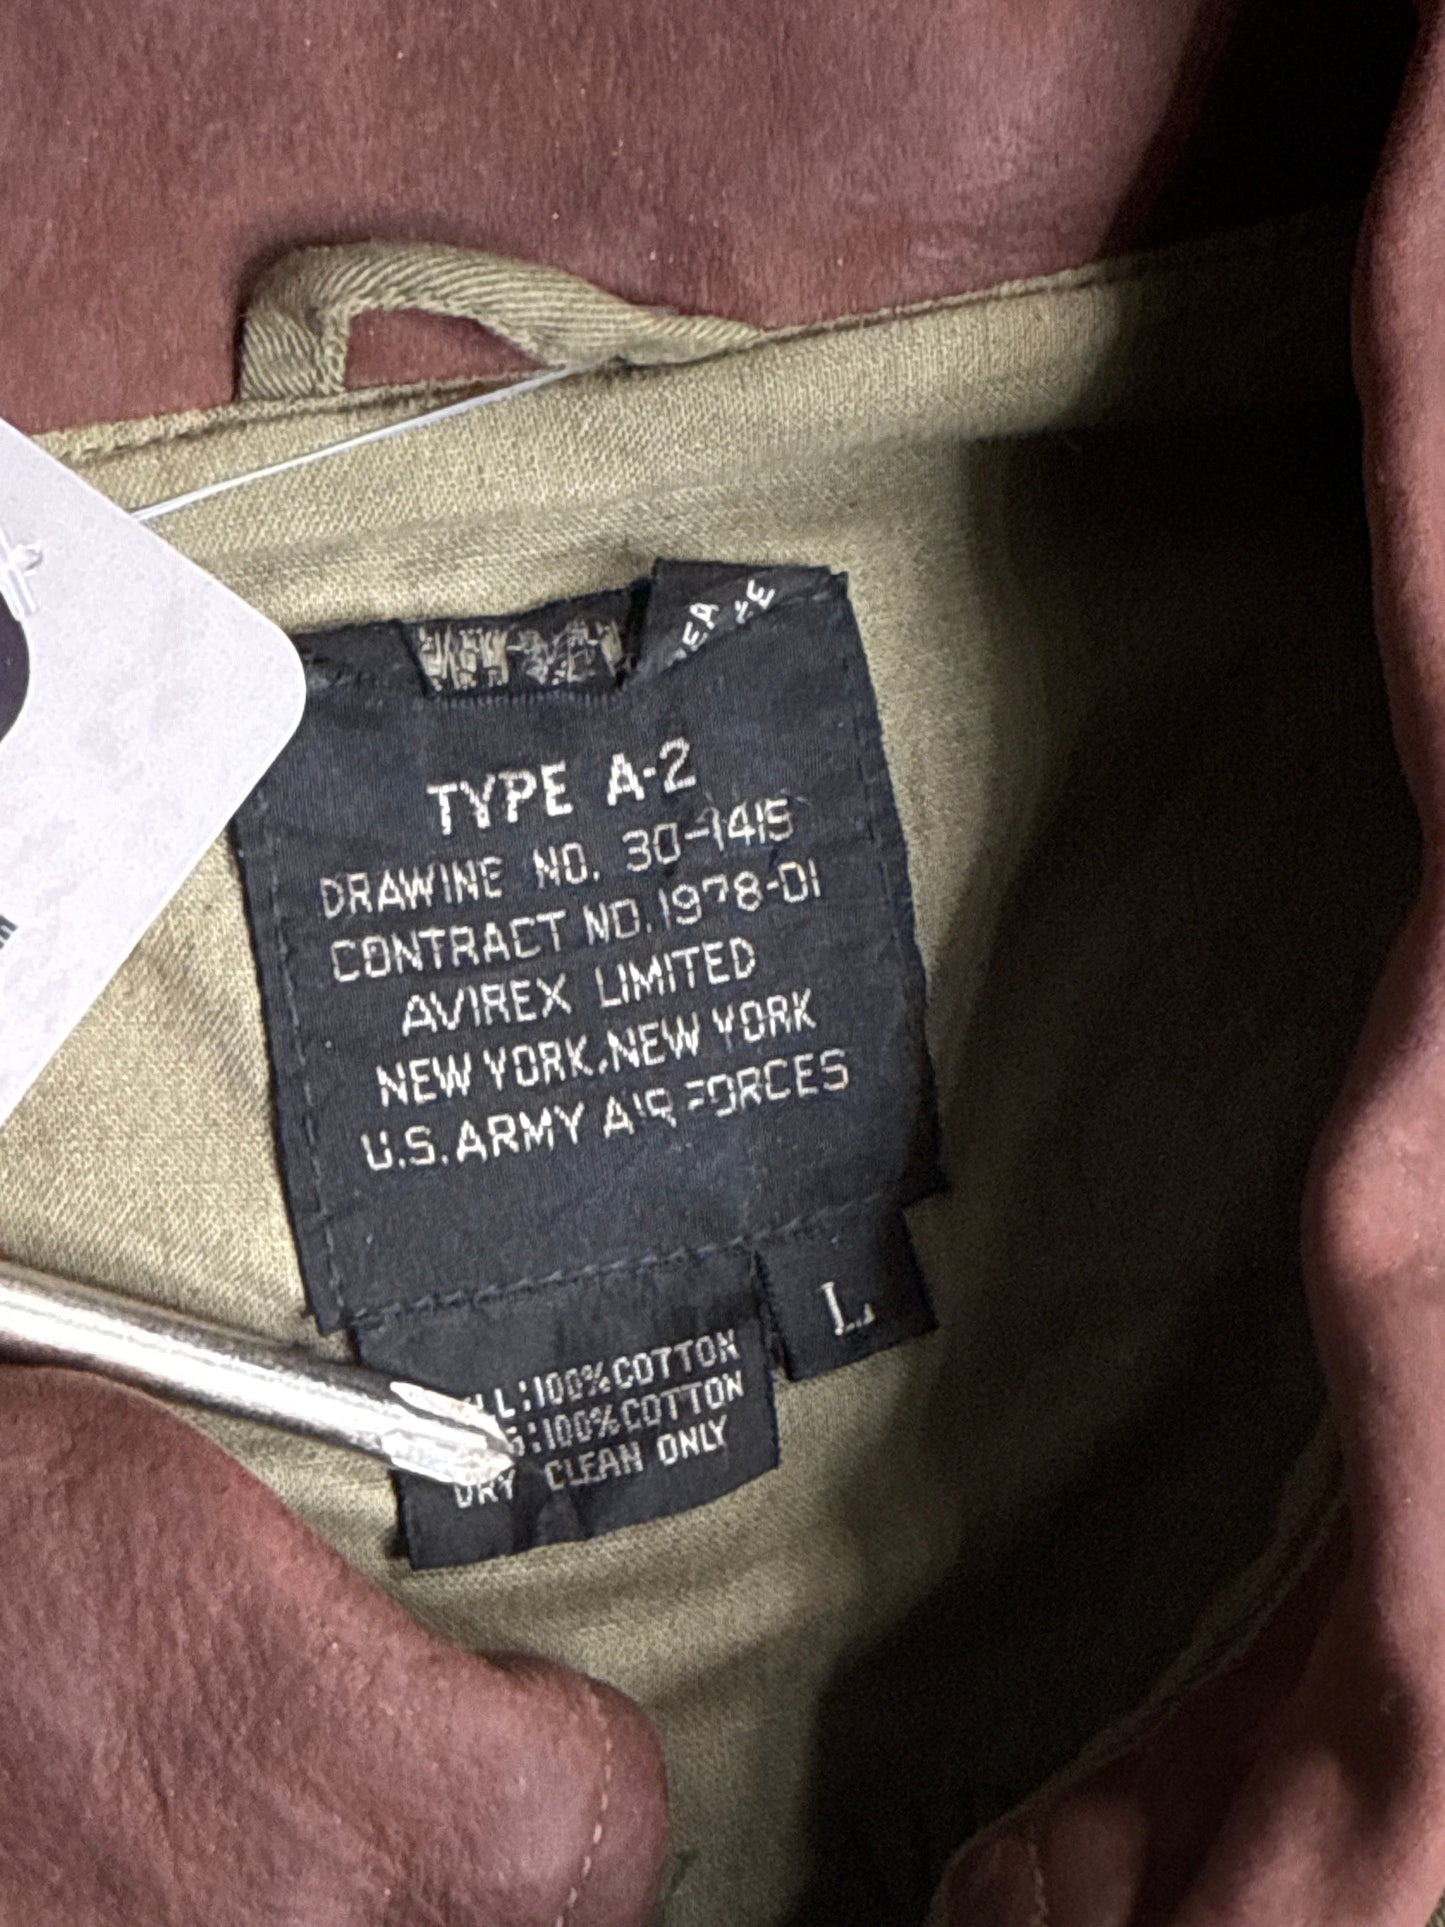 TYPE A-2
DRAWINE NO. 30-1415
CONTRACT NO. 1978-01
AVIREX LIMITED
NEW YORK, NEW YORK
U.S. ARMY AIR FORCES
L
:100% COTTON
:100% COTTON
DRY CLEAN ONLY